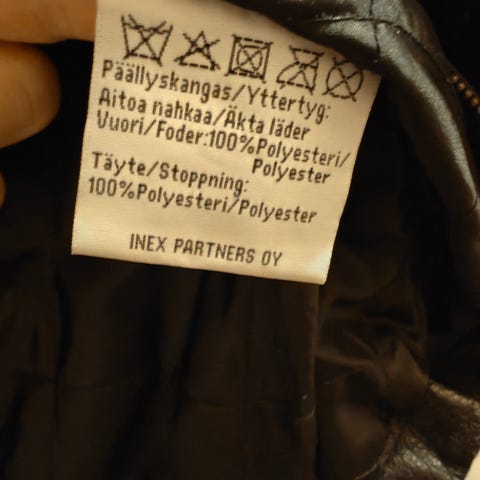 Päällyskangas/Yttertyg:
Aitoa nahkaa/Äkta läder
Vuori/Foder:100%Polyesteri/
Polyester
Täyte/Stoppning:
100%Polyesteri/Polyester
INEX PARTNERS OY